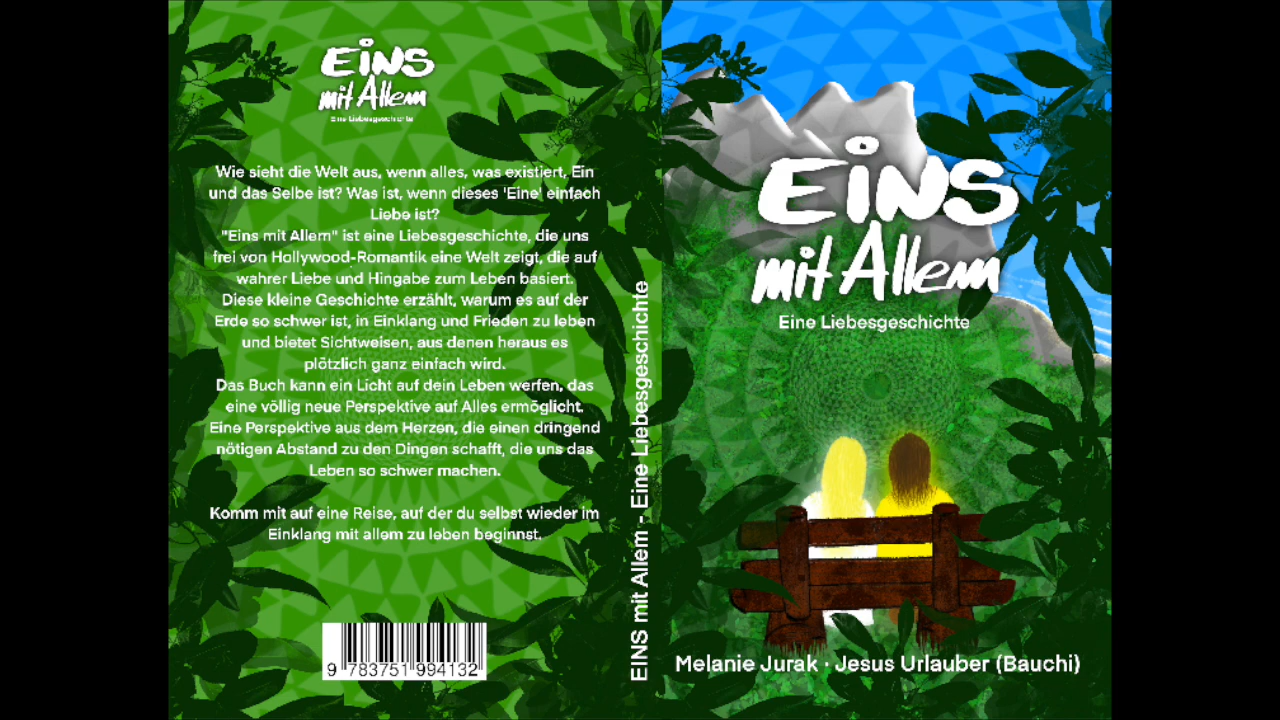 EiNS
mit Allem
Eine Liebesgeschichte
Wie sieht die Welt aus, wenn alles, was existiert, Ein
und das Selbe ist? Was ist, wenn dieses 'Eine' einfach
Liebe ist?
"Eins mit Allem" ist eine Liebesgeschichte, die uns
frei von Hollywood-Romantik eine Welt zeigt, die auf
wahrer Liebe und Hingabe zum Leben basiert.
Diese kleine Geschichte erzählt, warum es auf der
Erde so schwer ist, in Einklang und Frieden zu leben
und bietet Sichtweisen, aus denen heraus es
plötzlich ganz einfach wird.
Das Buch kann ein Licht auf dein Leben werfen, das
eine völlig neue Perspektive auf Alles ermöglicht.
Eine Perspektive aus dem Herzen, die einen dringend
nötigen Abstand zu den Dingen schafft, die uns das
Leben so schwer machen.
Komm mit auf eine Reise, auf der du selbst wieder im
Einklang mit allem zu leben beginnst.
9 783751 994132
EINS mit Allem - Eine Liebesgeschichte
EiNS
mit Allem
Eine Liebesgeschichte
Melanie Jurak · Jesus Urlauber (Bauchi)